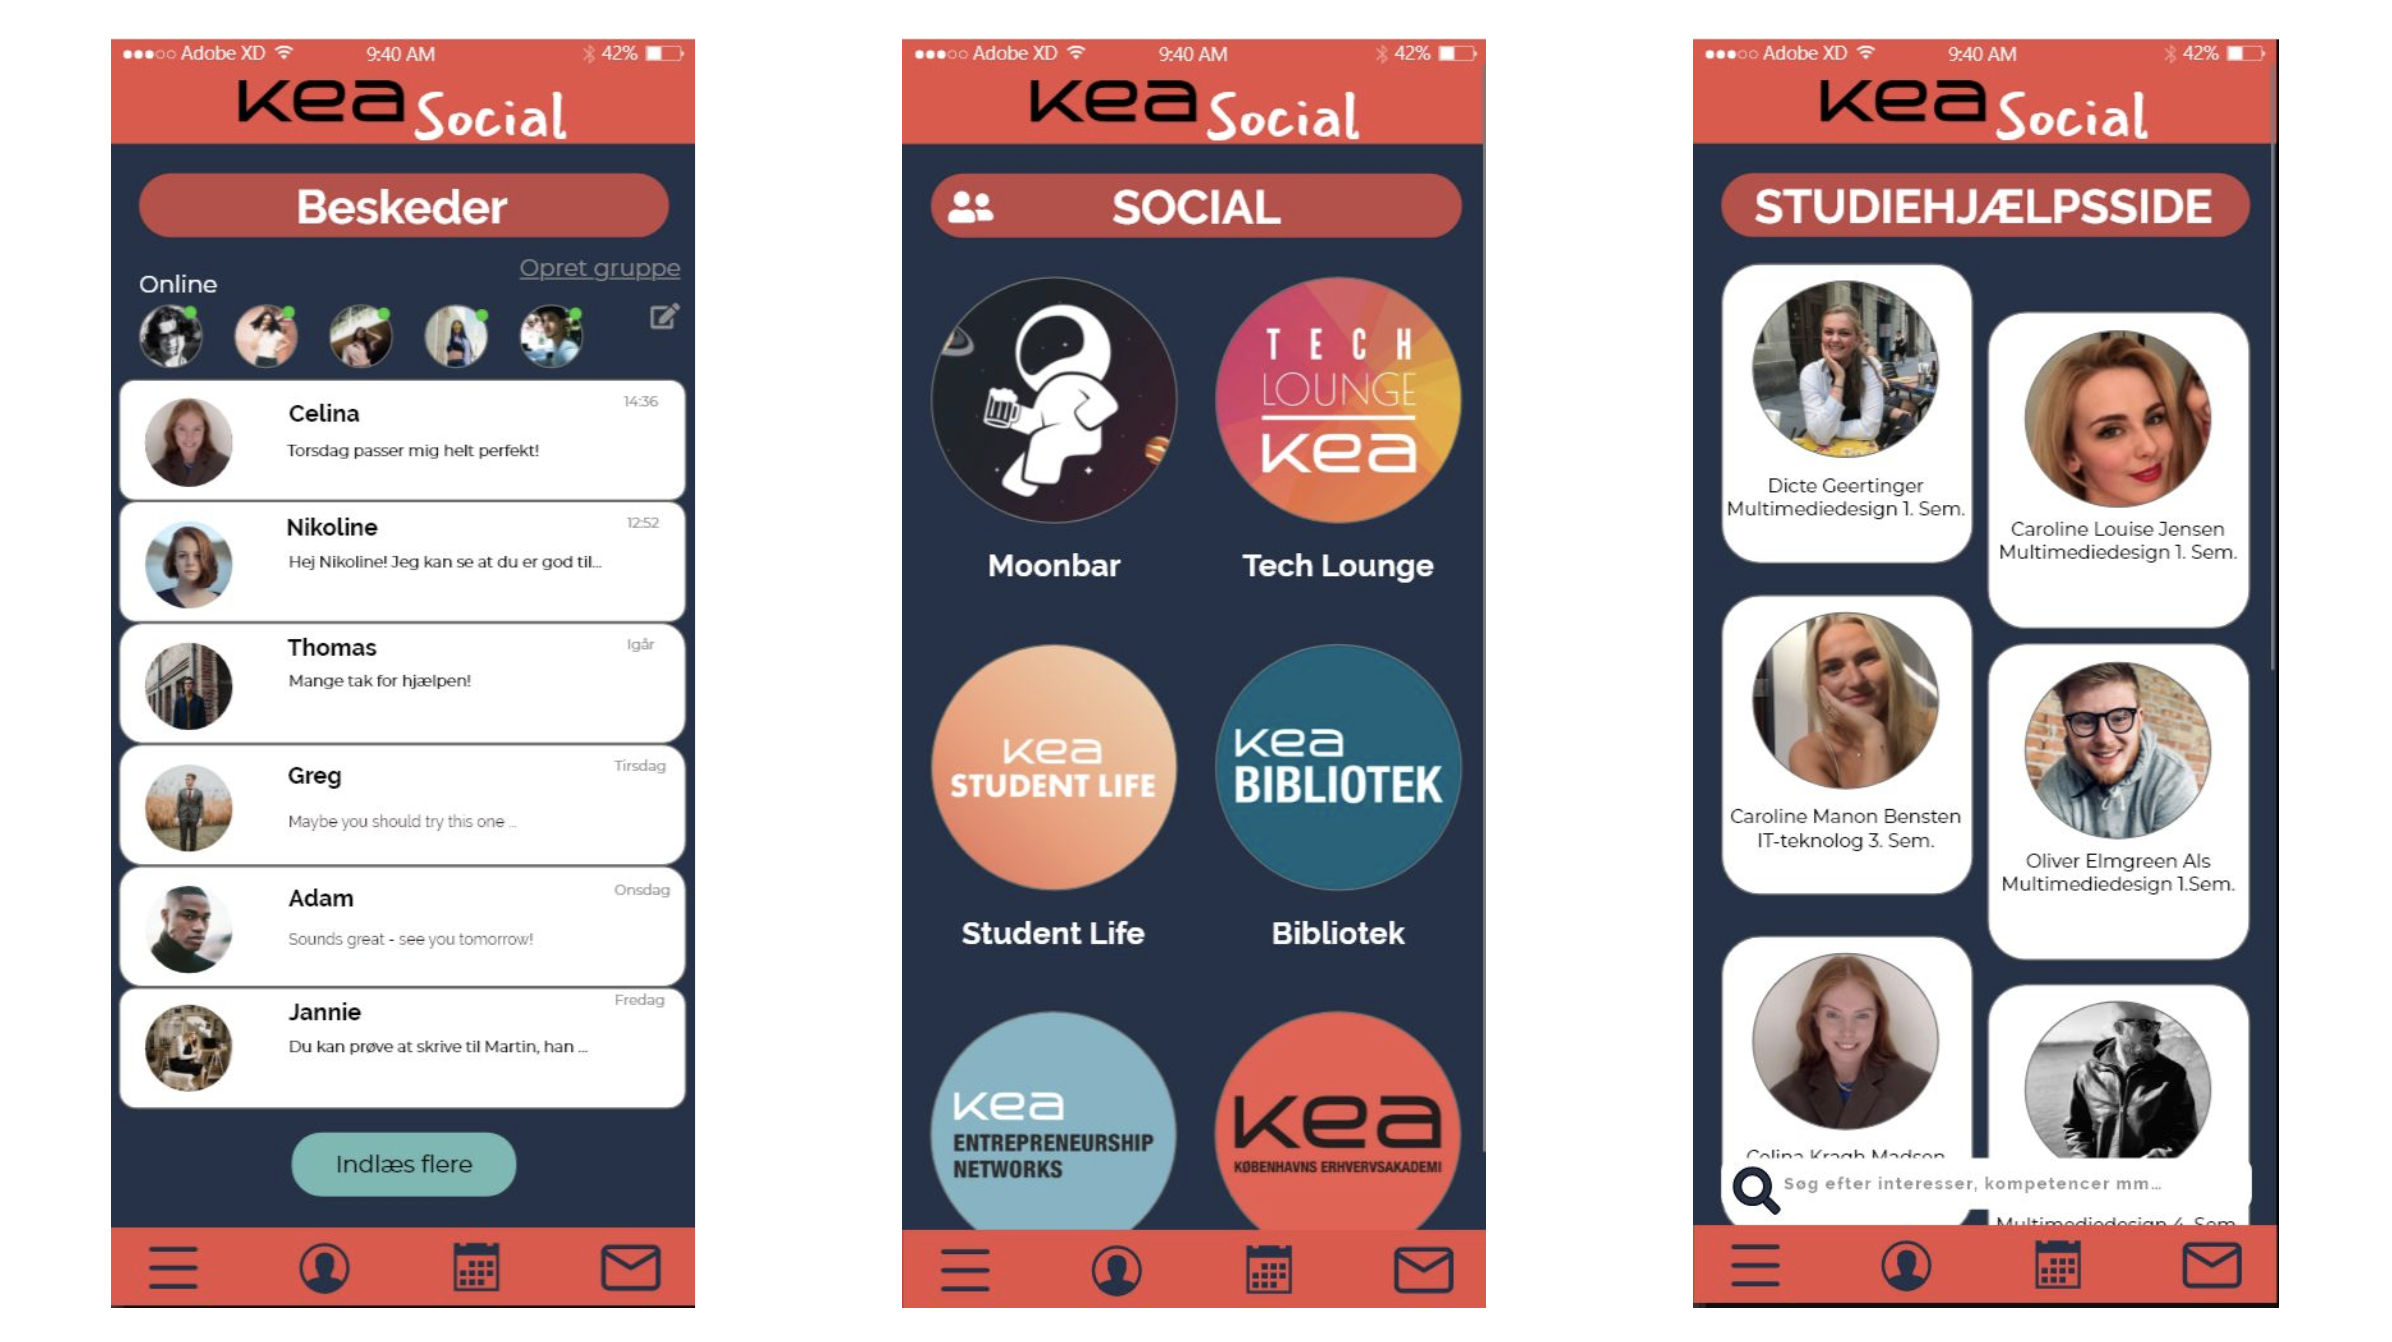 Adobe XD 9:40 AM 42%
kea Social
Beskeder
Opret gruppe
Online
Celina 14:36
Torsdag passer mig helt perfekt!
Nikoline 12:52
Hej Nikoline! Jeg kan se at du er god til...
Thomas Igår
Mange tak for hjælpen!
Greg Tirsdag
Maybe you should try this one ...
Adam Onsdag
Sounds great - see you tomorrow!
Jannie Fredag
Du kan prøve at skrive til Martin, han ...
Indlæs flere
Adobe XD 9:40 AM 42%
kea Social
SOCIAL
TECH
LOUNGE
kea
Moonbar
Tech Lounge
kea
STUDENT LIFE
kea
BIBLIOTEK
Student Life
Bibliotek
kea
ENTREPRENEURSHIP
NETWORKS
kea
KØBENHAVNS ERHVERVSAKADEMI
Adobe XD 9:40 AM 42%
kea Social
STUDIEHJÆLPSSIDE
Dicte Geertinger
Multimediedesign 1. Sem.
Caroline Louise Jensen
Multimediedesign 1. Sem.
Caroline Manon Bensten
IT-teknolog 3. Sem.
Oliver Elmgreen Als
Multimediedesign 1.Sem.
Celina Kragh Madsen
Søg efter interesser, kompetencer mm...
Multimediedesign 4. Sem